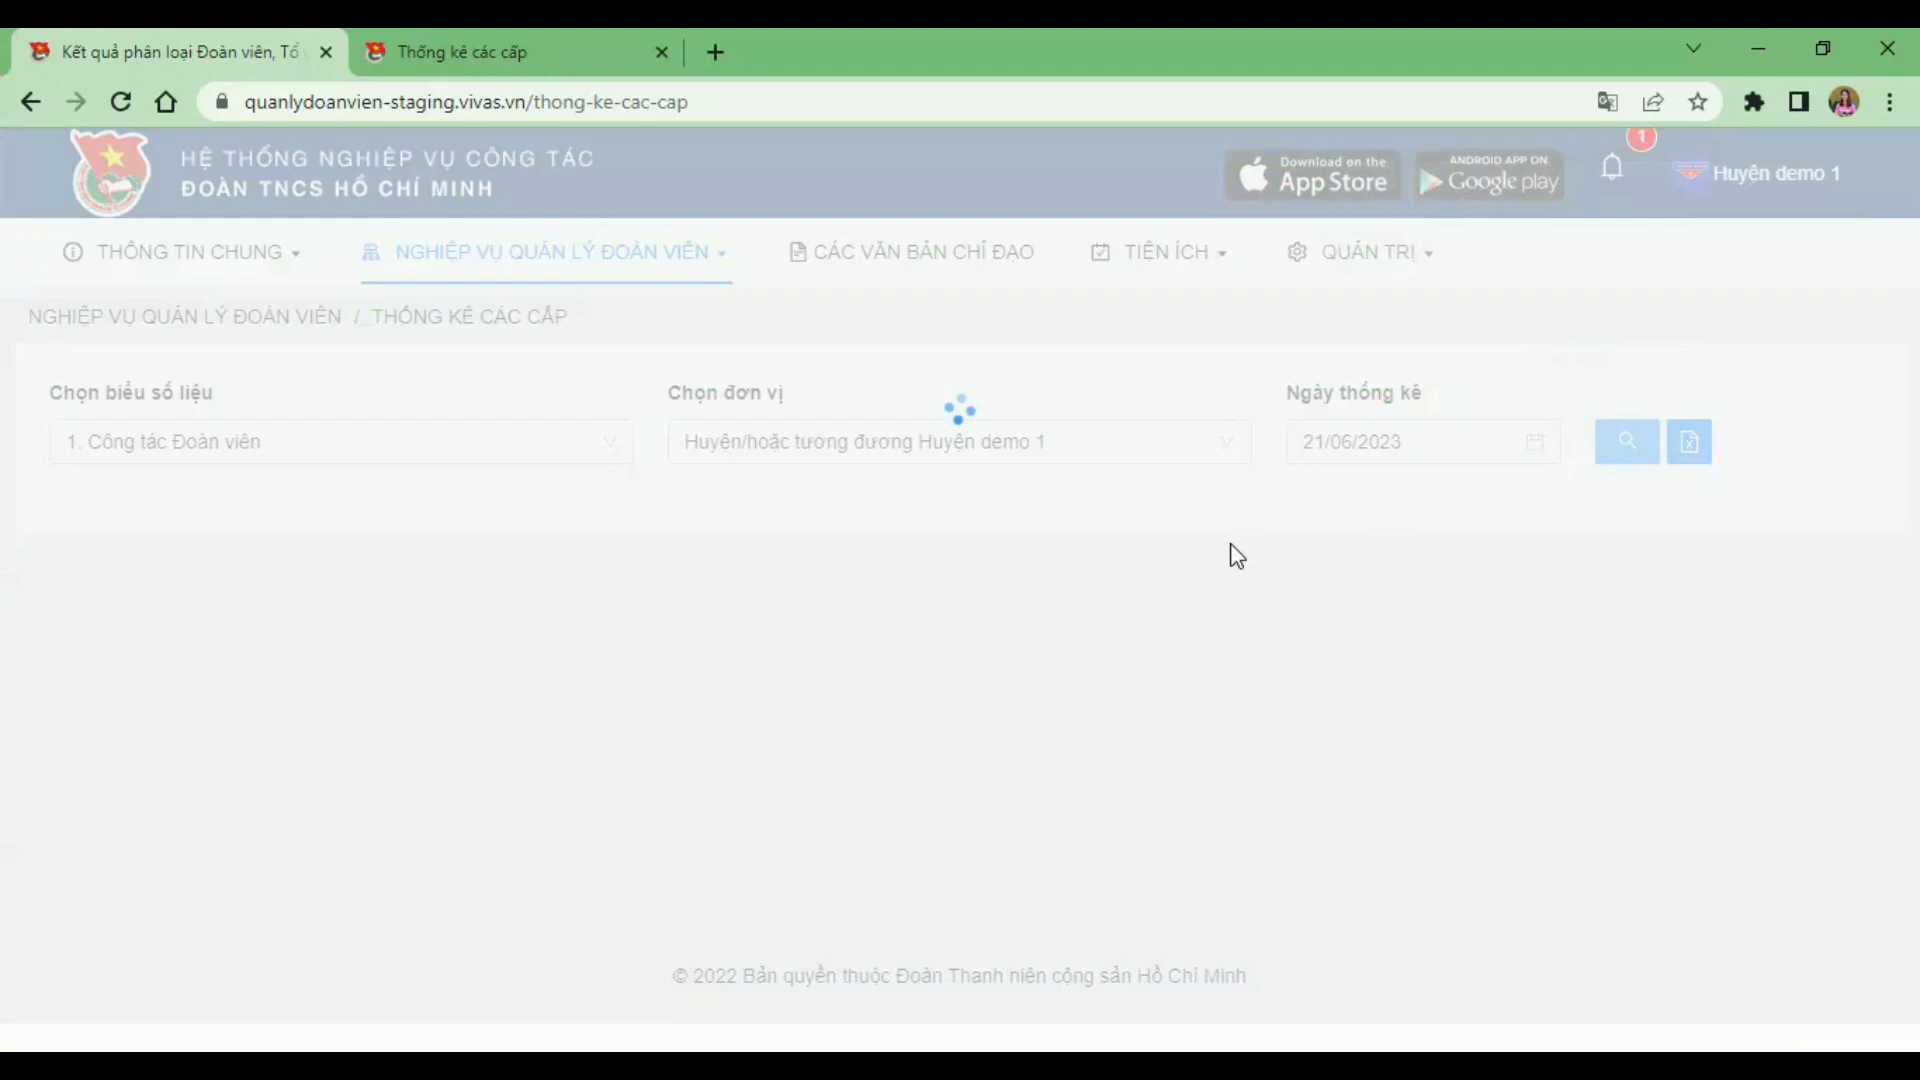 Kết quả phân loại Đoàn viên, Tổ
Thống kê các cấp
quanlydoanvien-staging.vivas.vn/thong-ke-cac-cap
HỆ THỐNG NGHIỆP VỤ CÔNG TÁC
ĐOÀN TNCS HỒ CHÍ MINH
Download on the
App Store
ANDROID APP ON
Google play
1
Huyện demo 1
THÔNG TIN CHUNG
NGHIỆP VỤ QUẢN LÝ ĐOÀN VIÊN
CÁC VĂN BẢN CHỈ ĐẠO
TIỆN ÍCH
QUẢN TRỊ
NGHIỆP VỤ QUẢN LÝ ĐOÀN VIÊN / THỐNG KÊ CÁC CẤP
Chọn biểu số liệu
Chọn đơn vị
Ngày thống kê
1. Công tác Đoàn viên
Huyện/hoặc tương đương Huyện demo 1
21/06/2023
© 2022 Bản quyền thuộc Đoàn Thanh niên cộng sản Hồ Chí Minh